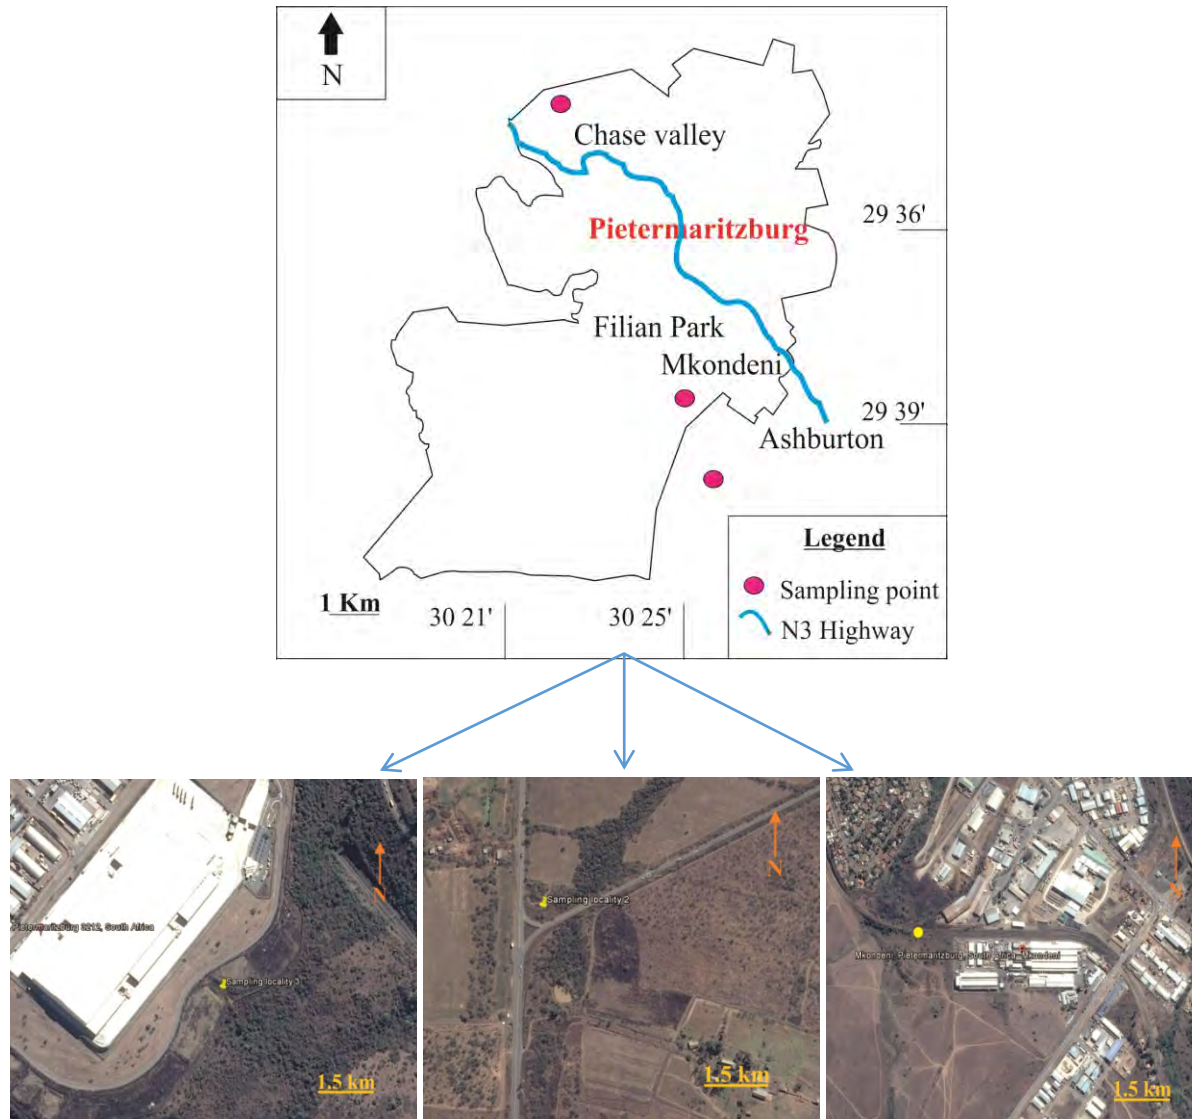 N
Chase valley
29 36'
Pietermaritzburg
Filian Park
Mkondeni
29 39'
Ashburton
Legend
Sampling point
N3 Highway
1 Km
30 21'
30 25'
N
Pietermaritzburg 3212, South Africa
Sampling locality 3
1.5 km
N
Sampling locality 2
1.5 km
N
Mkondeni, Pietermaritzburg, South Africa, Mkondeni
1.5 km